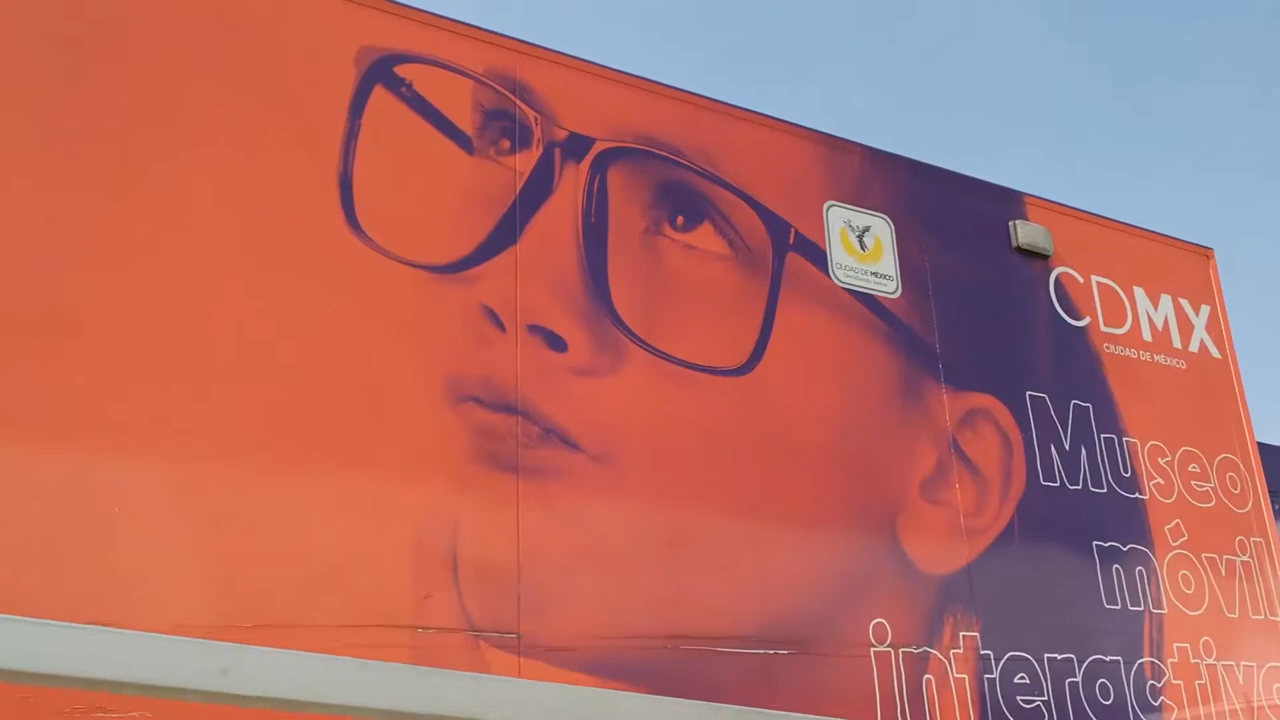 CIUDAD DE MÉXICO
CDMX
CIUDAD DE MÉXICO
Museo
móvil
interactivo